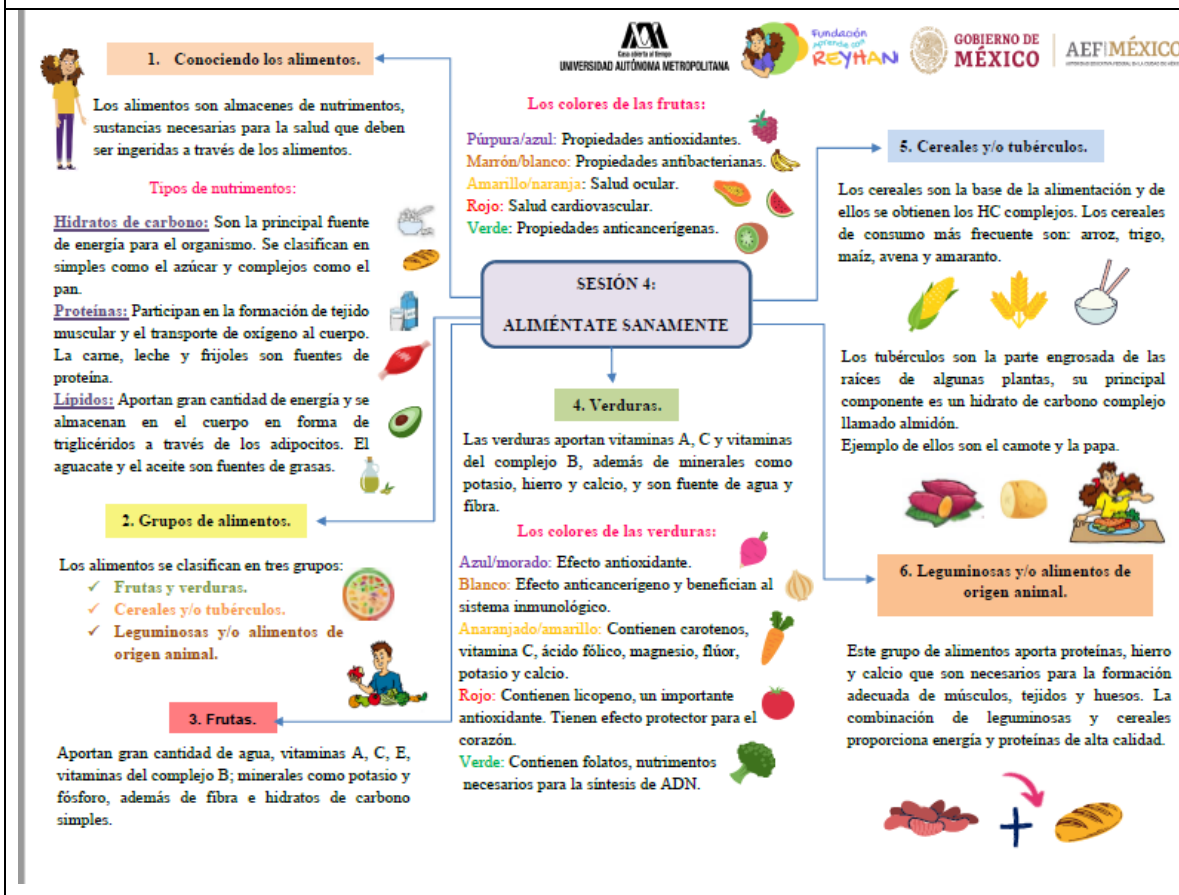 Casa abierta al tiempo
UNIVERSIDAD AUTÓNOMA METROPOLITANA
Fundación
aprende con
REYHAN
GOBIERNO DE
MÉXICO
AEFMÉXICO
1. Conociendo los alimentos.
Los alimentos son almacenes de nutrimentos,
sustancias necesarias para la salud que deben
ser ingeridas a través de los alimentos.
Tipos de nutrimentos:
Hidratos de carbono: Son la principal fuente
de energía para el organismo. Se clasifican en
simples como el azúcar y complejos como el
pan.
Proteínas: Participan en la formación de tejido
muscular y el transporte de oxígeno al cuerpo.
La carne, leche y frijoles son fuentes de
proteína.
Lípidos: Aportan gran cantidad de energía y se
almacenan en el cuerpo en forma de
triglicéridos a través de los adipocitos. El
aguacate y el aceite son fuentes de grasas.
2. Grupos de alimentos.
Los alimentos se clasifican en tres grupos:
✓ Frutas y verduras.
✓ Cereales y/o tubérculos.
✓ Leguminosas y/o alimentos de
origen animal.
3. Frutas.
Aportan gran cantidad de agua, vitaminas A, C, E,
vitaminas del complejo B; minerales como potasio y
fósforo, además de fibra e hidratos de carbono
simples.
Los colores de las frutas:
Púrpura/azul: Propiedades antioxidantes.
Marrón/blanco: Propiedades antibacterianas.
Amarillo/naranja: Salud ocular.
Rojo: Salud cardiovascular.
Verde: Propiedades anticancerígenas.
SESIÓN 4:
ALIMÉNTATE SANAMENTE
4. Verduras.
Las verduras aportan vitaminas A, C y vitaminas
del complejo B, además de minerales como
potasio, hierro y calcio, y son fuente de agua y
fibra.
Los colores de las verduras:
Azul/morado: Efecto antioxidante.
Blanco: Efecto anticancerígeno y benefician al
sistema inmunológico.
Anaranjado/amarillo: Contienen carotenos,
vitamina C, ácido fólico, magnesio, flúor,
potasio y calcio.
Rojo: Contienen licopeno, un importante
antioxidante. Tienen efecto protector para el
corazón.
Verde: Contienen folatos, nutrimentos
necesarios para la síntesis de ADN.
5. Cereales y/o tubérculos.
Los cereales son la base de la alimentación y de
ellos se obtienen los HC complejos. Los cereales
de consumo más frecuente son: arroz, trigo,
maíz, avena y amaranto.
Los tubérculos son la parte engrosada de las
raíces de algunas plantas, su principal
componente es un hidrato de carbono complejo
llamado almidón.
Ejemplo de ellos son el camote y la papa.
6. Leguminosas y/o alimentos de
origen animal.
Este grupo de alimentos aporta proteínas, hierro
y calcio que son necesarios para la formación
adecuada de músculos, tejidos y huesos. La
combinación de leguminosas y cereales
proporciona energía y proteínas de alta calidad.